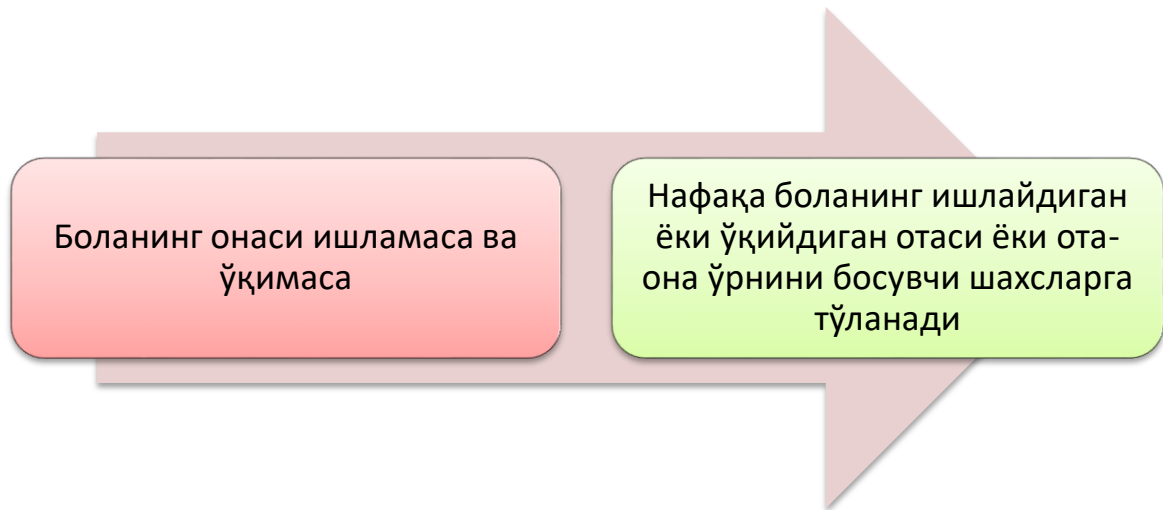 Боланинг онаси ишламаса ва
ўқимаса
Нафақа боланинг ишлайдиган
ёки ўқийдиган отаси ёки ота-
она ўрнини босувчи шахсларга
тўланади